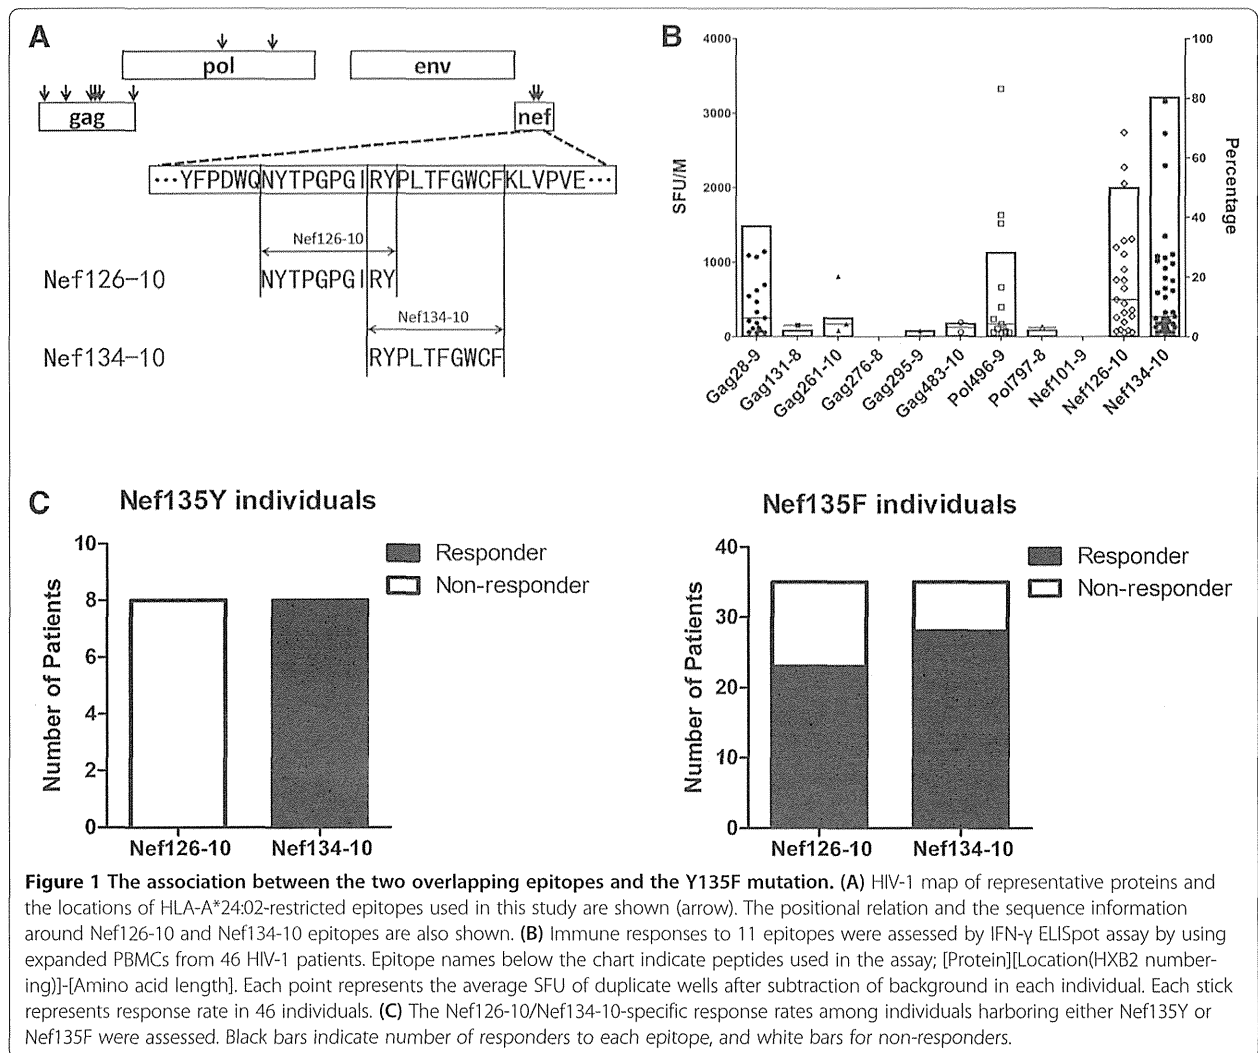 A
pol
env
gag
nef
···YFPDWQNYTPGPGIRYPLTFGWCFKLVPVE···
Nef126-10
Nef126-10 NYTPGPGIRY
Nef134-10
Nef134-10 RYPLTFGWCF
B
4000
3000
2000
1000
0
SFU/M
100
80
60
40
20
0
Percentage
Gag28-9
Gag131-8
Gag261-10
Gag276-8
Gag295-9
Gag483-10
Pol496-9
Pol797-8
Nef101-9
Nef126-10
Nef134-10
C
Nef135Y individuals
10
8
6
4
2
0
Number of Patients
Responder
Non-responder
Nef126-10 Nef134-10
Nef135F individuals
40
30
20
10
0
Number of Patients
Responder
Non-responder
Nef126-10 Nef134-10
Figure 1 The association between the two overlapping epitopes and the Y135F mutation. (A) HIV-1 map of representative proteins and
the locations of HLA-A*24:02-restricted epitopes used in this study are shown (arrow). The positional relation and the sequence information
around Nef126-10 and Nef134-10 epitopes are also shown. (B) Immune responses to 11 epitopes were assessed by IFN-γ ELISpot assay by using
expanded PBMCs from 46 HIV-1 patients. Epitope names below the chart indicate peptides used in the assay; [Protein][Location(HXB2 number-
ing)]-[Amino acid length]. Each point represents the average SFU of duplicate wells after subtraction of background in each individual. Each stick
represents response rate in 46 individuals. (C) The Nef126-10/Nef134-10-specific response rates among individuals harboring either Nef135Y or
Nef135F were assessed. Black bars indicate number of responders to each epitope, and white bars for non-responders.